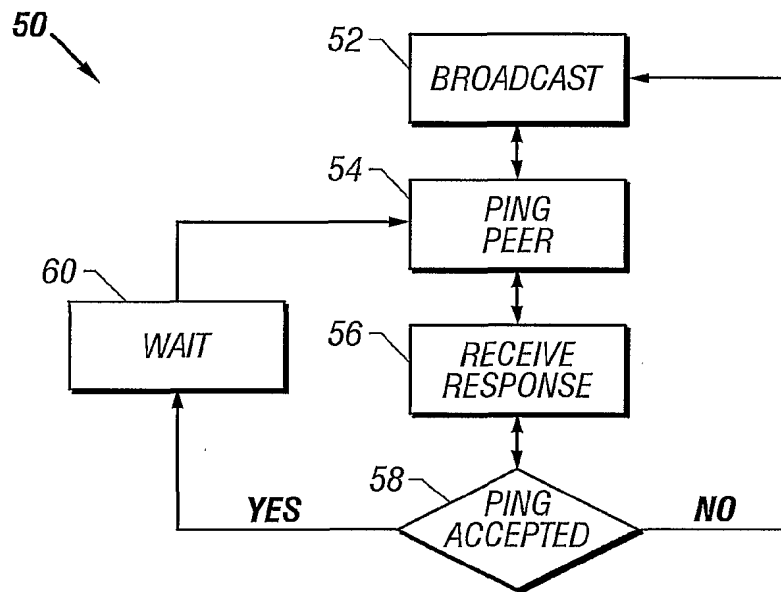 50
52
BROADCAST
54
PING
PEER
60
WAIT
56
RECEIVE
RESPONSE
58
PING
ACCEPTED
YES
NO